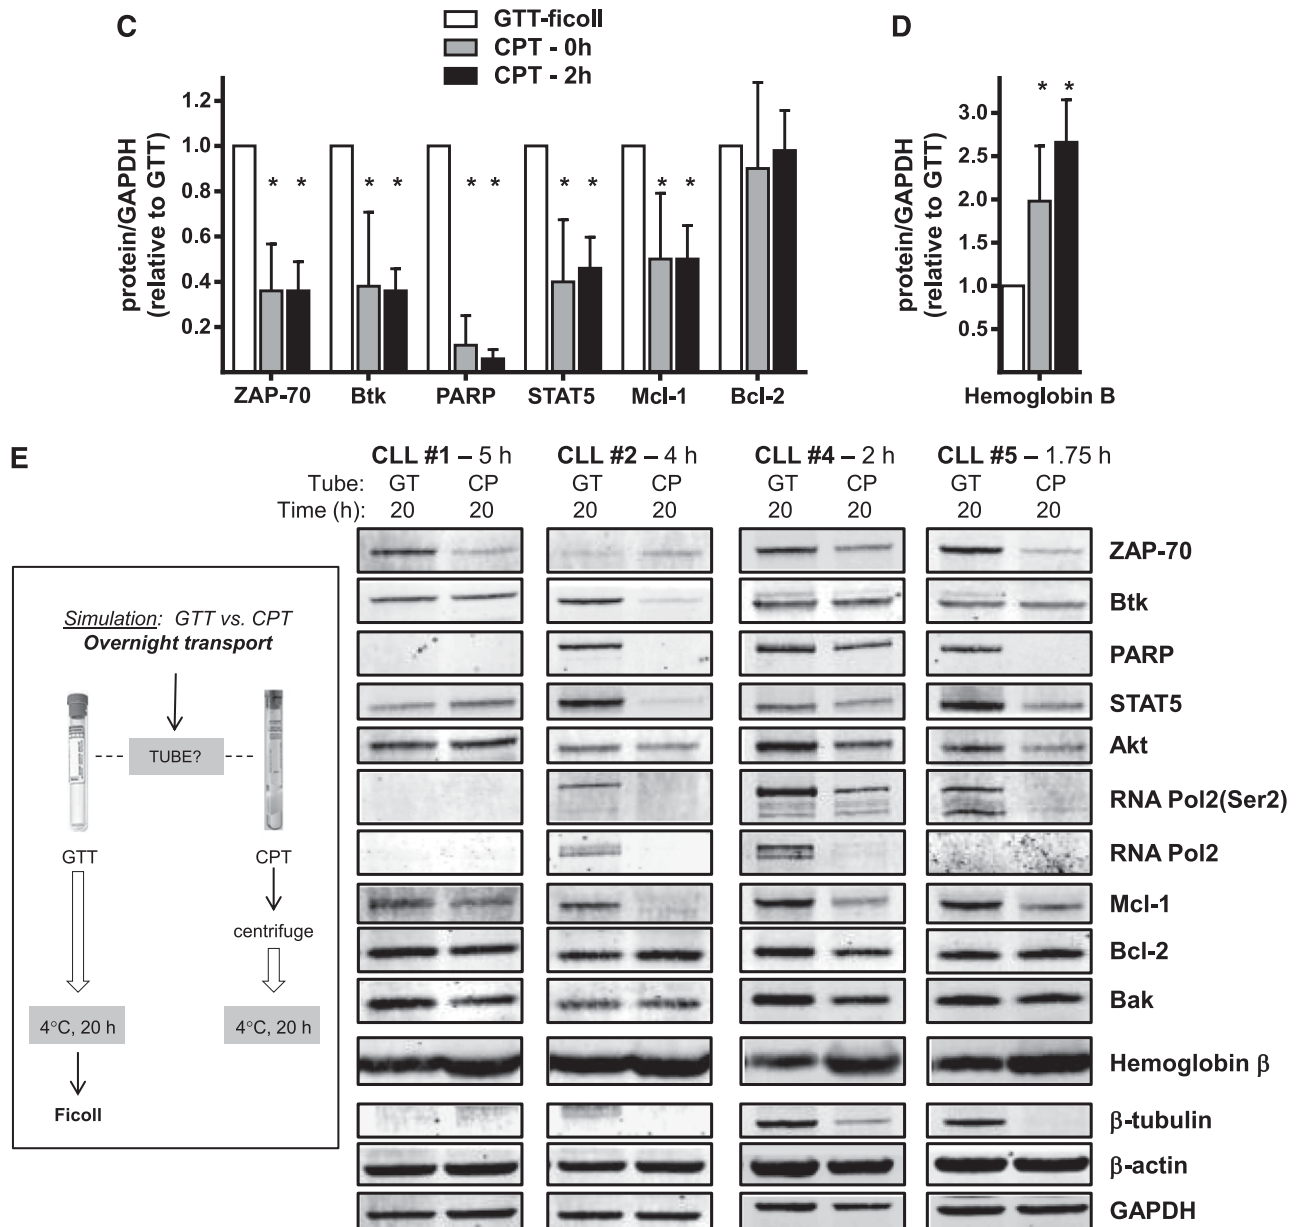 C
GTT-ficoll
CPT - 0h
CPT - 2h
D
protein/GAPDH
(relative to GTT)
1.2
1.0
0.8
0.6
0.4
0.2
* * * * * * * * * *
ZAP-70 Btk PARP STAT5 Mcl-1 Bcl-2
protein/GAPDH
(relative to GTT)
3.0
2.5
2.0
1.5
1.0
0.5
* *
Hemoglobin B
E
CLL #1 – 5 h CLL #2 – 4 h CLL #4 – 2 h CLL #5 – 1.75 h
Tube: GT CP GT CP GT CP GT CP
Time (h): 20 20 20 20 20 20 20 20
Simulation: GTT vs. CPT
Overnight transport
TUBE?
GTT
CPT
centrifuge
4°C, 20 h
4°C, 20 h
Ficoll
ZAP-70
Btk
PARP
STAT5
Akt
RNA Pol2(Ser2)
RNA Pol2
Mcl-1
Bcl-2
Bak
Hemoglobin β
β-tubulin
β-actin
GAPDH